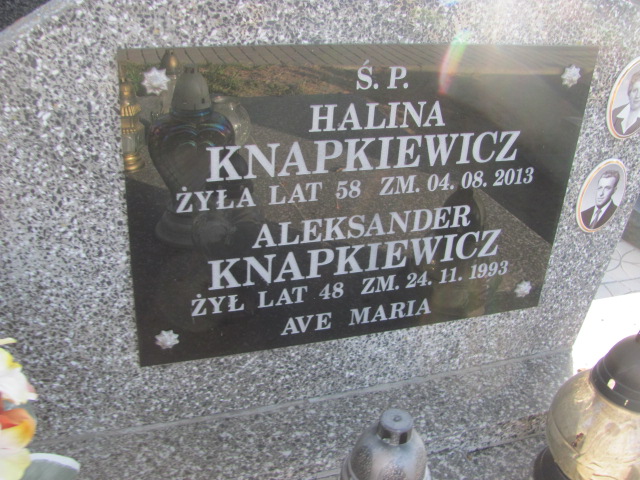 Ś. P.
HALINA
KNAPKIEWICZ
ŻYŁA LAT 58 ZM. 04. 08. 2013
ALEKSANDER
KNAPKIEWICZ
ŻYŁ LAT 48 ZM. 24. 11. 1993
AVE MARIA